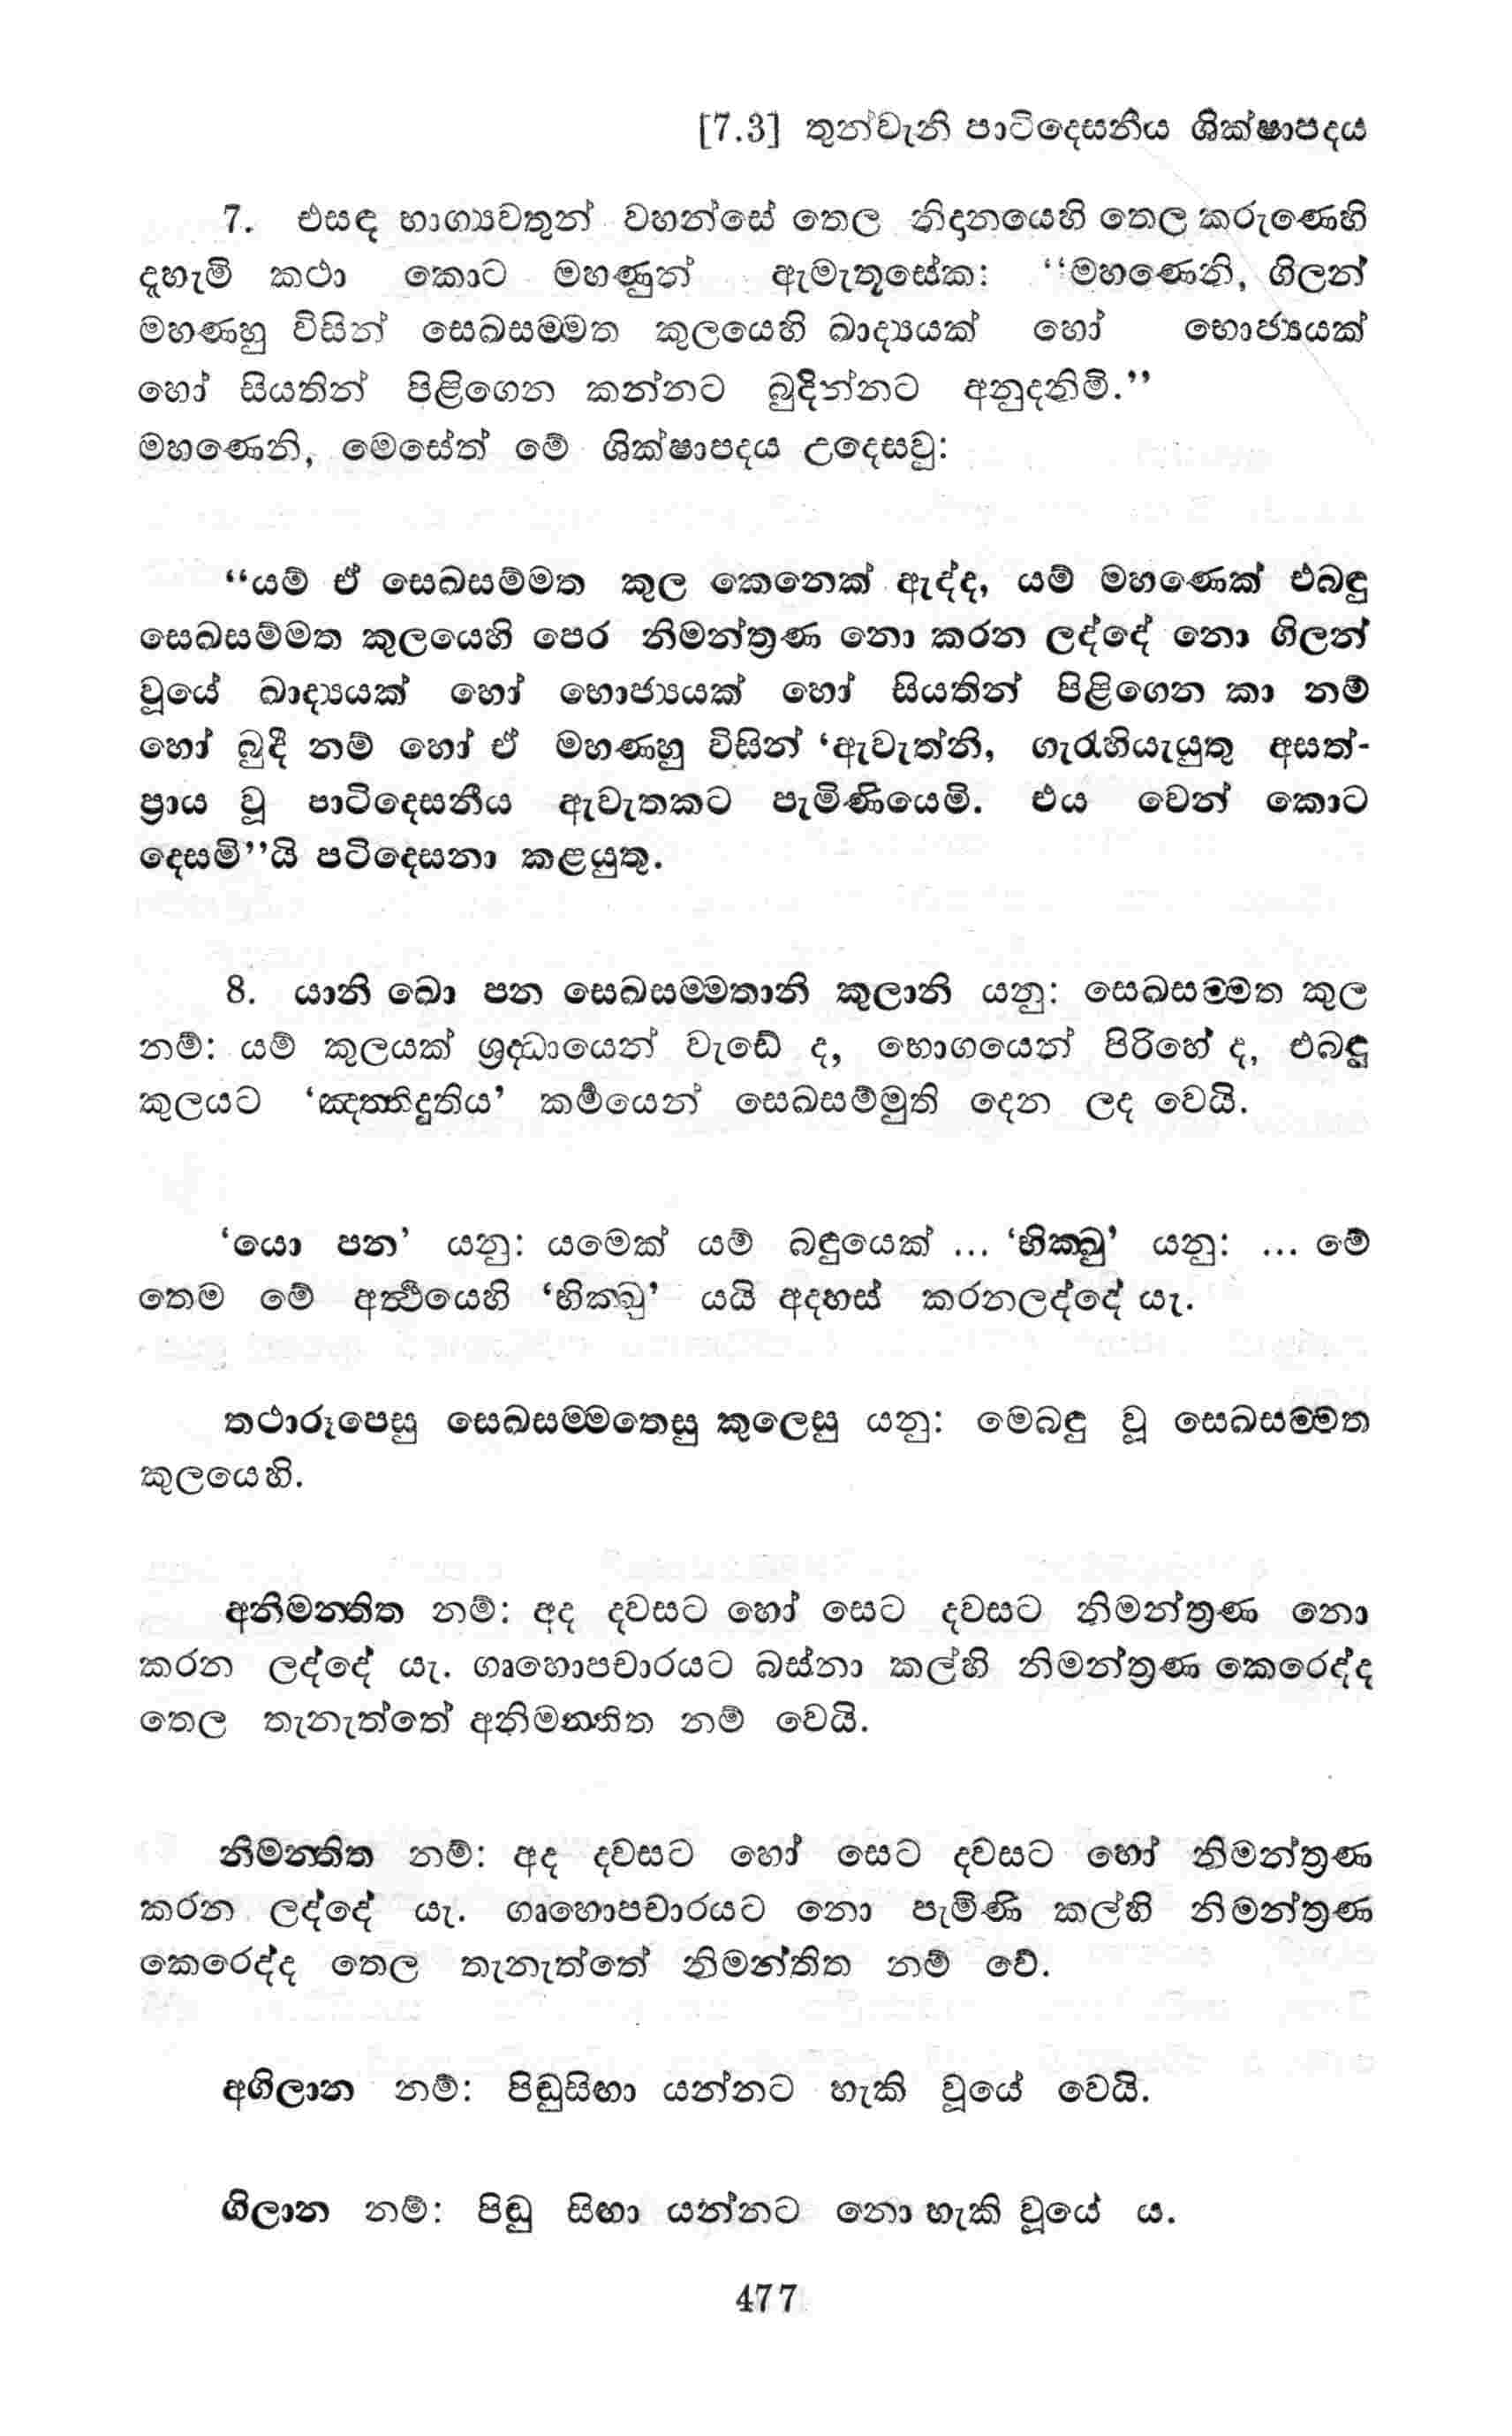 [7.3] තුන්වැනි පාටිදෙසනීය ශික්ෂාපදය
7. එසඳ භාග්‍යවතුන් වහන්සේ තෙල නිදානයෙහි තෙල කරුණෙහි
දැහැමි කථා කොට මහණුන් ඇමැතූසේක: “මහණෙනි, ගිලන්
මහණහු විසින් සෙඛසම්මත කුලයෙහි ඛාද්‍යයක් හෝ භොජ්‍යයක්
හෝ සියතින් පිළිගෙන කන්නට බුදින්නට අනුදනිමි.”
මහණෙනි, මෙසේත් මේ ශික්ෂාපදය උදෙසවු:
“යම් ඒ සෙඛසම්මත කුල කෙනෙක් ඇද්ද, යම් මහණෙක් එබඳු
සෙඛසම්මත කුලයෙහි පෙර නිමන්ත්‍රණ නො කරන ලද්දේ නො ගිලන්
වූයේ ඛාද්‍යයක් හෝ භොජ්‍යයක් හෝ සියතින් පිළිගෙන කා නම්
හෝ බුදී නම් හෝ ඒ මහණහු විසින් ‘ඇවැත්නි, ගැරැහියැයුතු අසත්-
ප්‍රාය වූ පාටිදෙසනීය ඇවැතකට පැමිණියෙමි. එය වෙන් කොට
දෙසමි”යි පටිදෙසනා කළයුතු.
8. යානි ඛො පන සෙඛසම්මතානි කුලානි යනු: සෙඛසම්මත කුල
නම්: යම් කුලයක් ශ්‍රද්ධායෙන් වැඩේ ද, භොගයෙන් පිරිහේ ද, එබඳු
කුලයට ‘ඤත්තිදුතිය’ කර්මයෙන් සෙඛසම්මුති දෙන ලද වෙයි.
‘යො පන’ යනු: යමෙක් යම් බඳුයෙක් ... ‘භික්ඛු’ යනු: ... මේ
තෙම මේ අර්ත්‍ථයෙහි ‘භික්ඛු’ යයි අදහස් කරනලද්දේ යැ.
තථාරූපෙසු සෙඛසම්මතෙසු කුලෙසු යනු: මෙබඳු වූ සෙඛසම්මත
කුලයෙහි.
අනිමන්තිත නම්: අද දවසට හෝ සෙට දවසට නිමන්ත්‍රණ නො
කරන ලද්දේ යැ. ගෘහොපචාරයට බස්නා කල්හි නිමන්ත්‍රණ කෙරෙද්ද
තෙල තැනැත්තේ අනිමන්තිත නම් වෙයි.
නිමන්තිත නම්: අද දවසට හෝ සෙට දවසට හෝ නිමන්ත්‍රණ
කරන ලද්දේ යැ. ගෘහොපචාරයට නො පැමිණි කල්හි නිමන්ත්‍රණ
කෙරෙද්ද තෙල තැනැත්තේ නිමන්තිත නම් වේ.
අගිලාන නම්: පිඬුසිඟා යන්නට හැකි වූයේ වෙයි.
ගිලාන නම්: පිඬු සිඟා යන්නට නො හැකි වූයේ ය.
477